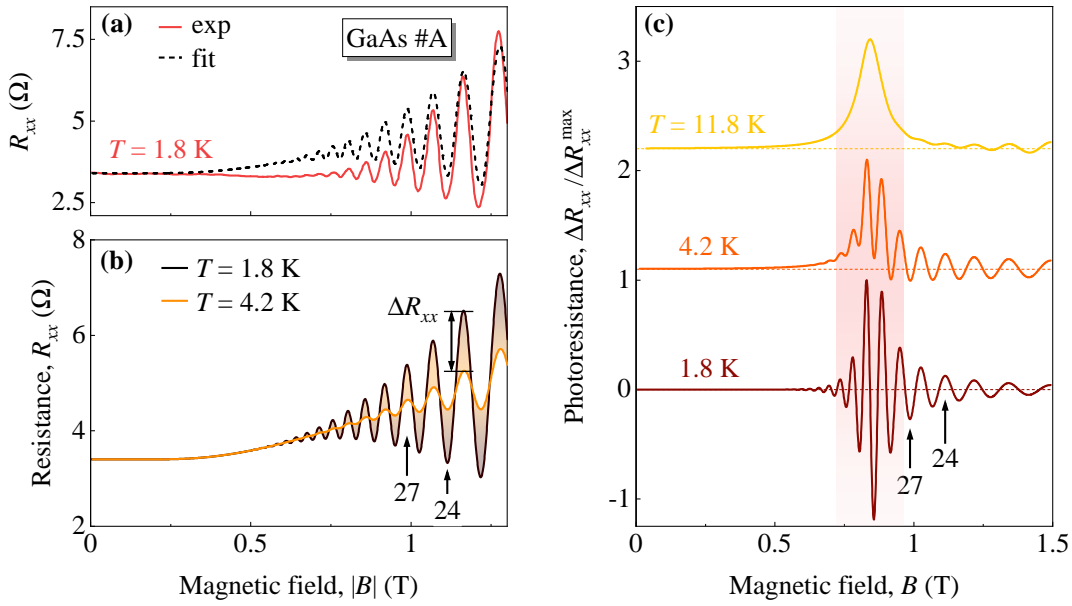 (a)
exp
fit
GaAs #A
7.5
5.0
2.5
R_xx (Ω)
T = 1.8 K
(b)
T = 1.8 K
T = 4.2 K
ΔR_xx
8
6
4
2
Resistance, R_xx (Ω)
27
24
0
0.5
1
Magnetic field, |B| (T)
(c)
3
2
1
0
-1
Photoresistance, ΔR_xx /ΔR_xx^max
T = 11.8 K
4.2 K
1.8 K
24
27
0
0.5
1
1.5
Magnetic field, B (T)